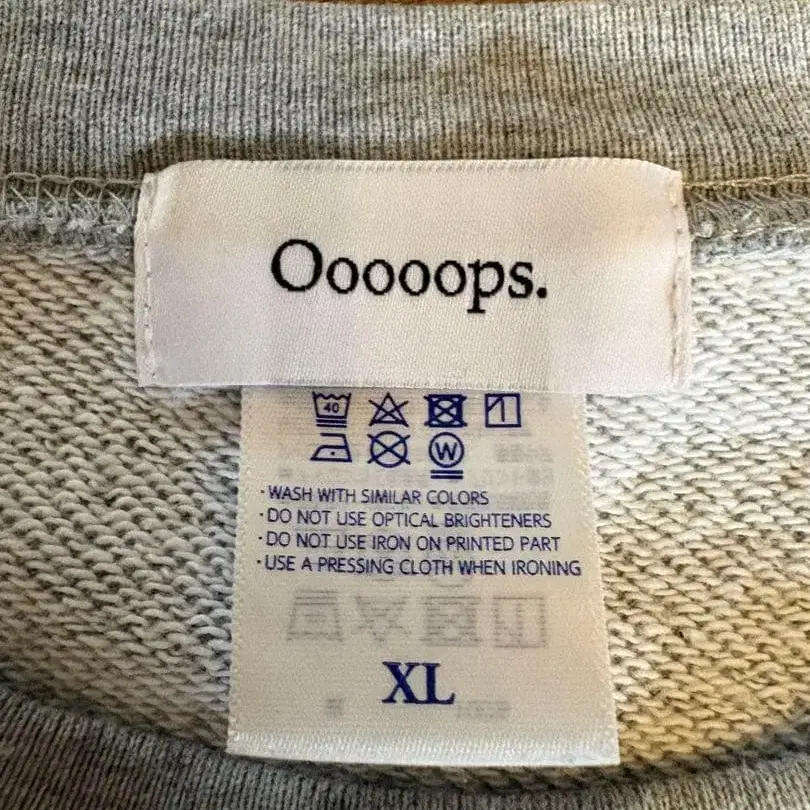 Ooooops.
40
W
·WASH WITH SIMILAR COLORS
·DO NOT USE OPTICAL BRIGHTENERS
·DO NOT USE IRON ON PRINTED PART
·USE A PRESSING CLOTH WHEN IRONING
XL